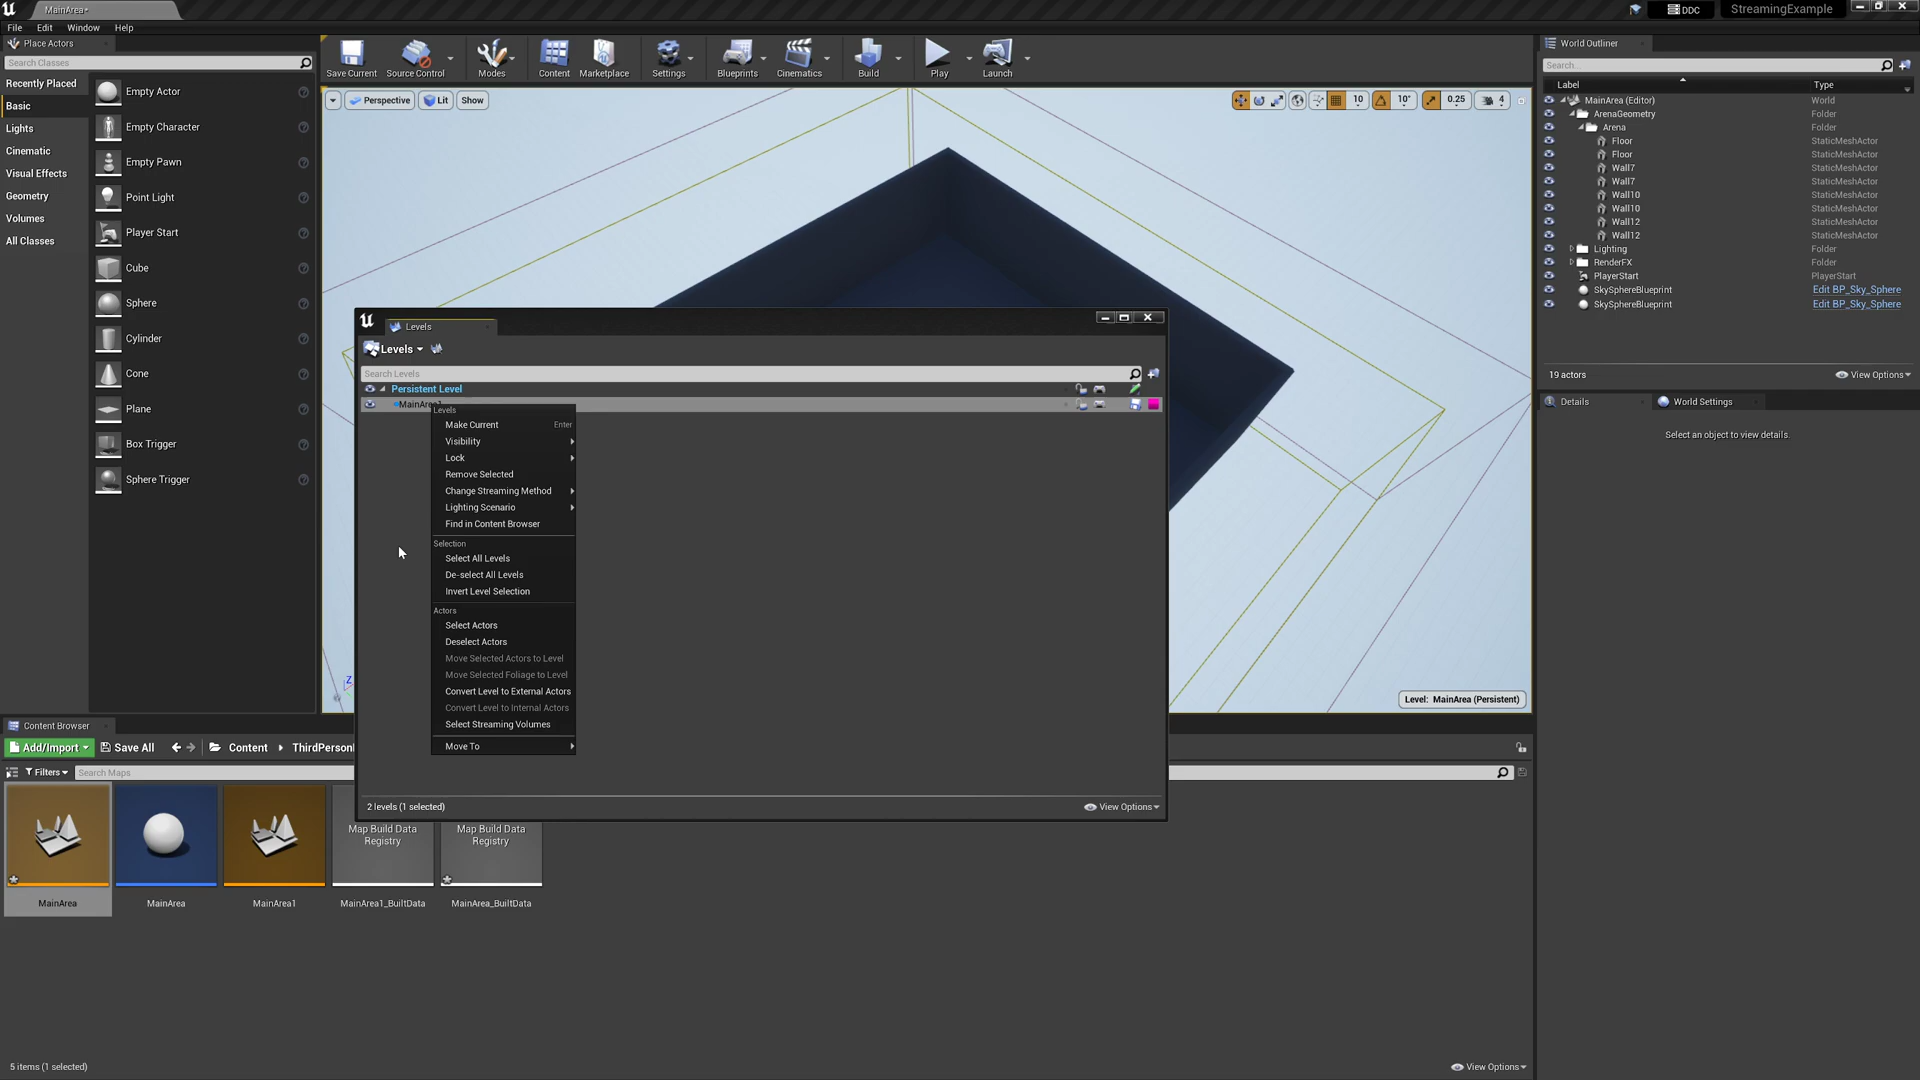 MainArea*
DDC
StreamingExample
File Edit Window Help
Place Actors
Search Classes
Recently Placed
Basic
Lights
Cinematic
Visual Effects
Geometry
Volumes
All Classes
Empty Actor
Empty Character
Empty Pawn
Point Light
Player Start
Cube
Sphere
Cylinder
Cone
Plane
Box Trigger
Sphere Trigger
Save Current Source Control Modes Content Marketplace Settings Blueprints Cinematics Build Play Launch
Perspective Lit Show
10 10° 0.25 4
Level: MainArea (Persistent)
Z
World Outliner
Search...
Label Type
MainArea (Editor) World
ArenaGeometry Folder
Arena Folder
Floor StaticMeshActor
Floor StaticMeshActor
Wall7 StaticMeshActor
Wall7 StaticMeshActor
Wall10 StaticMeshActor
Wall10 StaticMeshActor
Wall12 StaticMeshActor
Wall12 StaticMeshActor
Lighting Folder
RenderFX Folder
PlayerStart PlayerStart
SkySphereBlueprint Edit BP_Sky_Sphere
SkySphereBlueprint Edit BP_Sky_Sphere
19 actors View Options
Details World Settings
Select an object to view details.
Levels
Levels
Search Levels
Persistent Level
MainArea1
Levels
Make Current Enter
Visibility
Lock
Remove Selected
Change Streaming Method
Lighting Scenario
Find in Content Browser
Selection
Select All Levels
De-select All Levels
Invert Level Selection
Actors
Select Actors
Deselect Actors
Move Selected Actors to Level
Move Selected Foliage to Level
Convert Level to External Actors
Convert Level to Internal Actors
Select Streaming Volumes
Move To
2 levels (1 selected) View Options
Content Browser
Add/Import Save All Content ThirdPerson
Filters Search Maps
Map Build Data
Registry
Map Build Data
Registry
MainArea MainArea MainArea1 MainArea1_BuiltData MainArea_BuiltData
5 items (1 selected) View Options